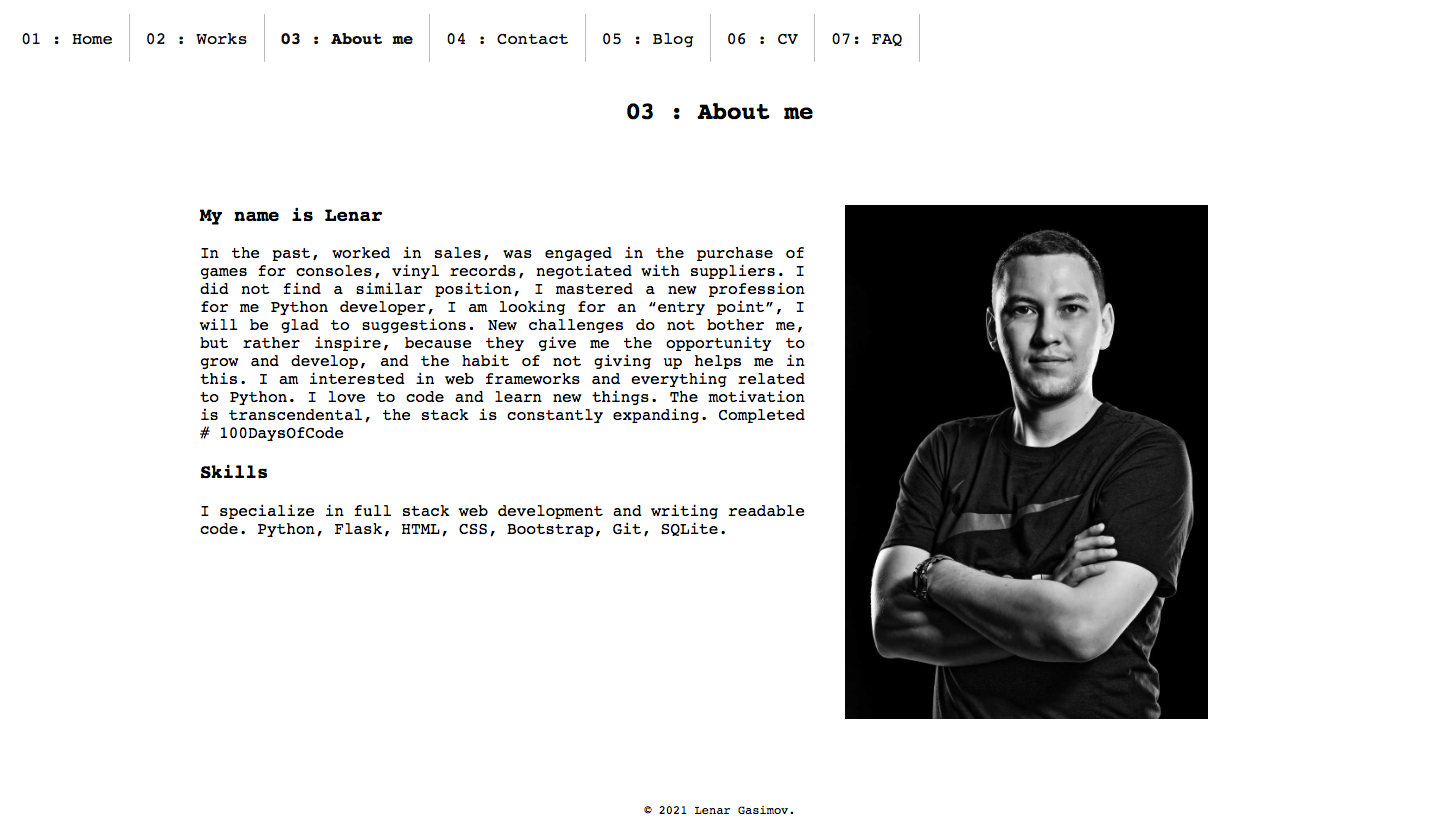 01 : Home 02 : Works 03 : About me 04 : Contact 05 : Blog 06 : CV 07: FAQ
03 : About me
My name is Lenar
In the past, worked in sales, was engaged in the purchase of
games for consoles, vinyl records, negotiated with suppliers. I
did not find a similar position, I mastered a new profession
for me Python developer, I am looking for an “entry point”, I
will be glad to suggestions. New challenges do not bother me,
but rather inspire, because they give me the opportunity to
grow and develop, and the habit of not giving up helps me in
this. I am interested in web frameworks and everything related
to Python. I love to code and learn new things. The motivation
is transcendental, the stack is constantly expanding. Completed
# 100DaysOfCode
Skills
I specialize in full stack web development and writing readable
code. Python, Flask, HTML, CSS, Bootstrap, Git, SQLite.
© 2021 Lenar Gasimov.